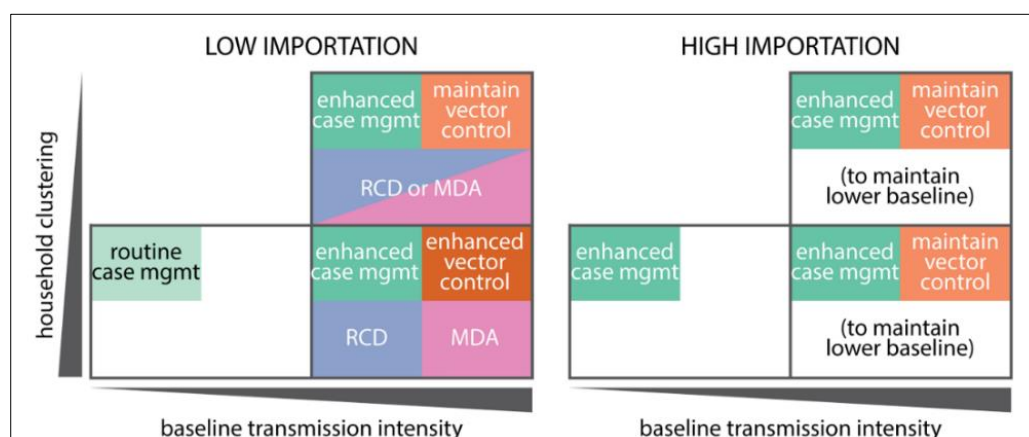 LOW IMPORTATION
HIGH IMPORTATION
household clustering
enhanced
case mgmt
maintain
vector
control
RCD or MDA
routine
case mgmt
enhanced
case mgmt
enhanced
vector
control
RCD
MDA
baseline transmission intensity
enhanced
case mgmt
maintain
vector
control
(to maintain
lower baseline)
enhanced
case mgmt
enhanced
case mgmt
maintain
vector
control
(to maintain
lower baseline)
baseline transmission intensity